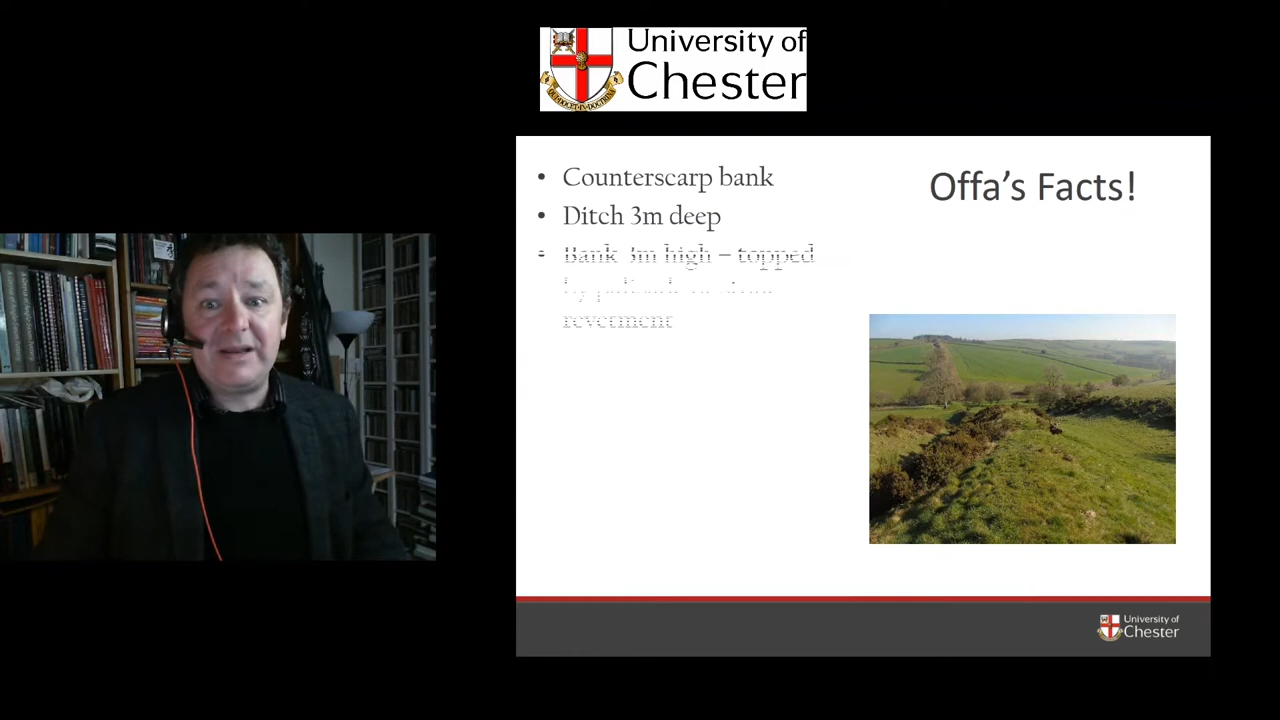 University of
Chester
Offa's Facts!
• Counterscarp bank
• Ditch 3m deep
• Bank 3m high – topped
revetment
University of
Chester